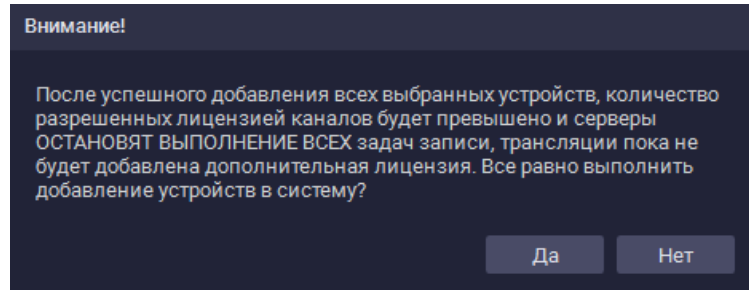 Внимание!
После успешного добавления всех выбранных устройств, количество
разрешенных лицензией каналов будет превышено и серверы
ОСТАНОВЯТ ВЫПОЛНЕНИЕ ВСЕХ задач записи, трансляции пока не
будет добавлена дополнительная лицензия. Все равно выполнить
добавление устройств в систему?
Да
Нет